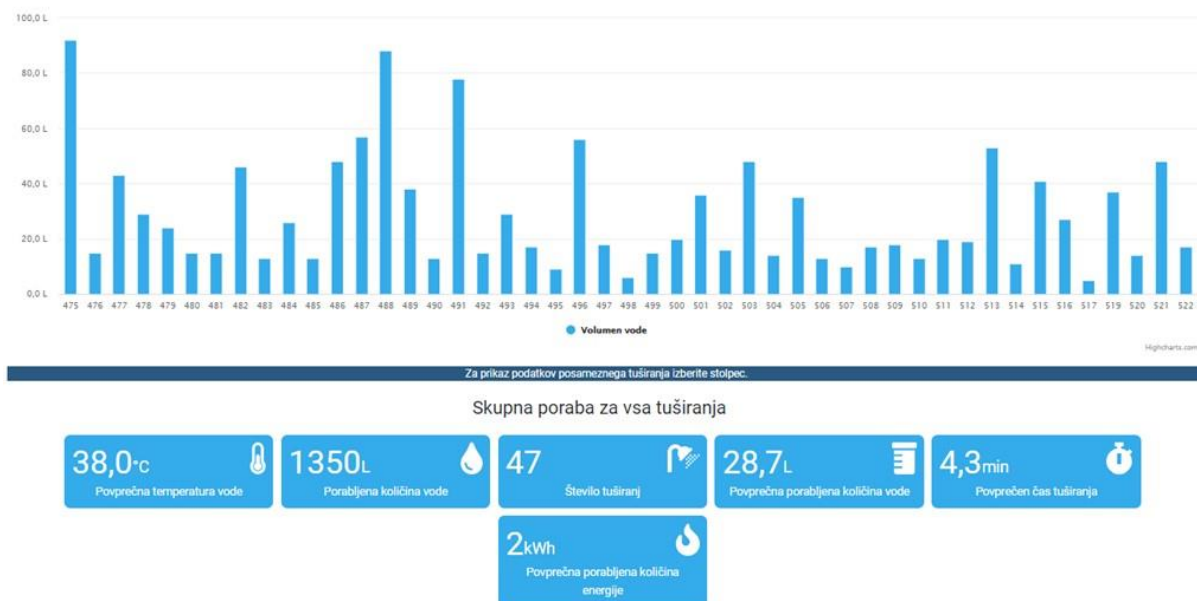 100,0 L
80,0 L
60,0 L
40,0 L
20,0 L
0,0 L
475 476 477 478 479 480 481 482 483 484 485 486 487 488 489 490 491 492 493 494 495 496 497 498 499 500 501 502 503 504 505 506 507 508 509 510 511 512 513 514 515 516 517 519 520 521 522
Volumen vode
Highcharts.com
Za prikaz podatkov posameznega tuširanja izberite stolpec.
Skupna poraba za vsa tuširanja
38,0°C
Povprečna temperatura vode
1350L
Porabljena količina vode
47
Število tuširanj
28,7L
Povprečna porabljena količina vode
4,3min
Povprečen čas tuširanja
2kWh
Povprečna porabljena količina
energije